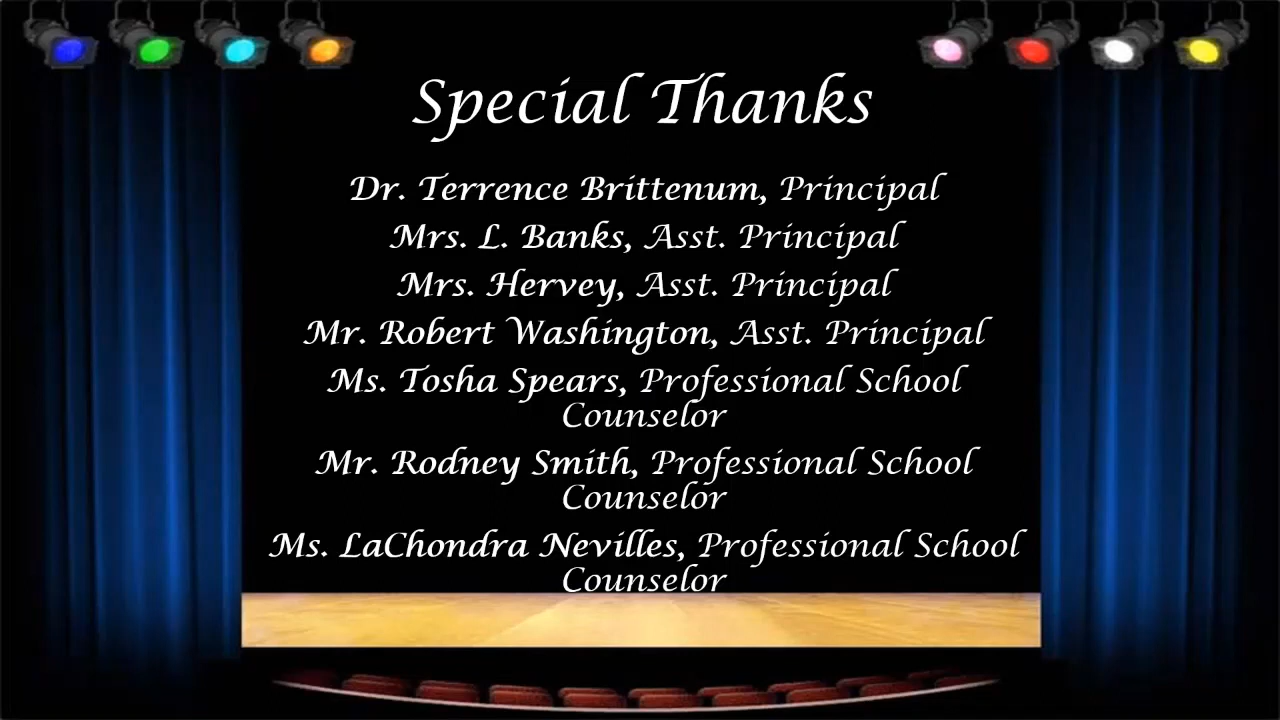 Special Thanks
Dr. Terrence Brittenum, Principal
Mrs. L. Banks, Asst. Principal
Mrs. Hervey, Asst. Principal
Mr. Robert Washington, Asst. Principal
Ms. Tosha Spears, Professional School
Counselor
Mr. Rodney Smith, Professional School
Counselor
Ms. LaChondra Nevilles, Professional School
Counselor